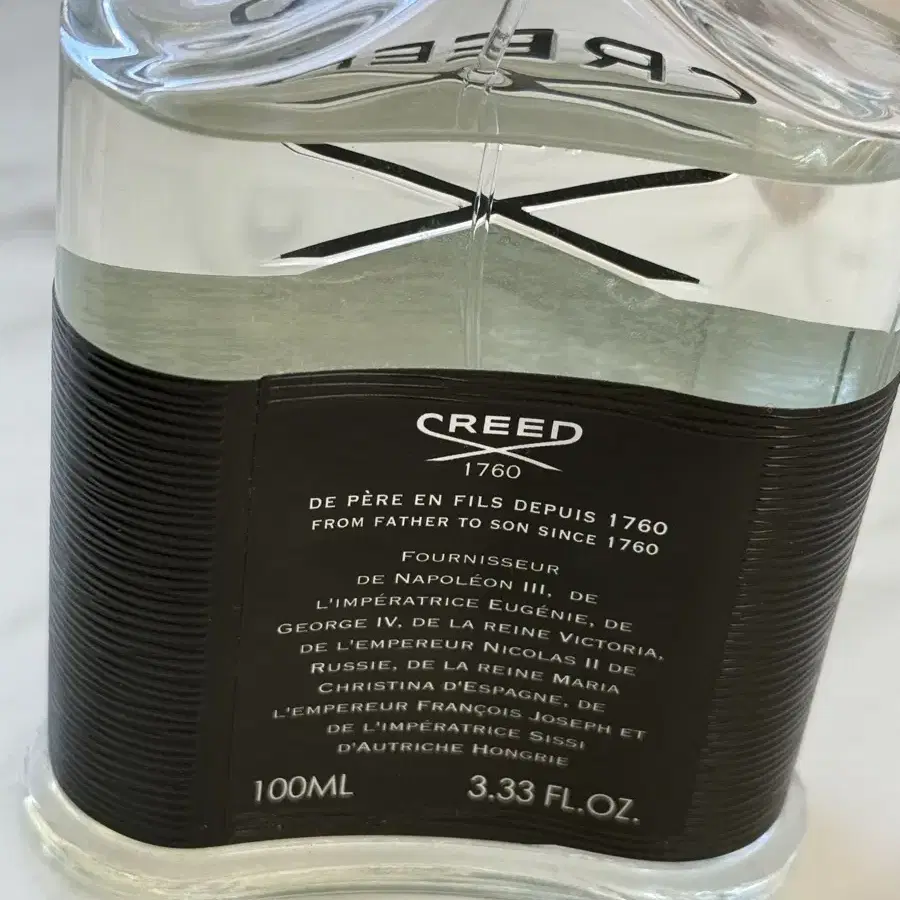 CREED
CREED
1760
DE PÈRE EN FILS DEPUIS 1760
FROM FATHER TO SON SINCE 1760
FOURNISSEUR
DE NAPOLÉON III, DE
L'IMPÉRATRICE EUGÉNIE, DE
GEORGE IV, DE LA REINE VICTORIA,
DE L'EMPEREUR NICOLAS II DE
RUSSIE, DE LA REINE MARIA
CHRISTINA D'ESPAGNE, DE
L'EMPEREUR FRANÇOIS JOSEPH ET
DE L'IMPÉRATRICE SISSI
D'AUTRICHE HONGRIE
100ML 3.33 FL.OZ.